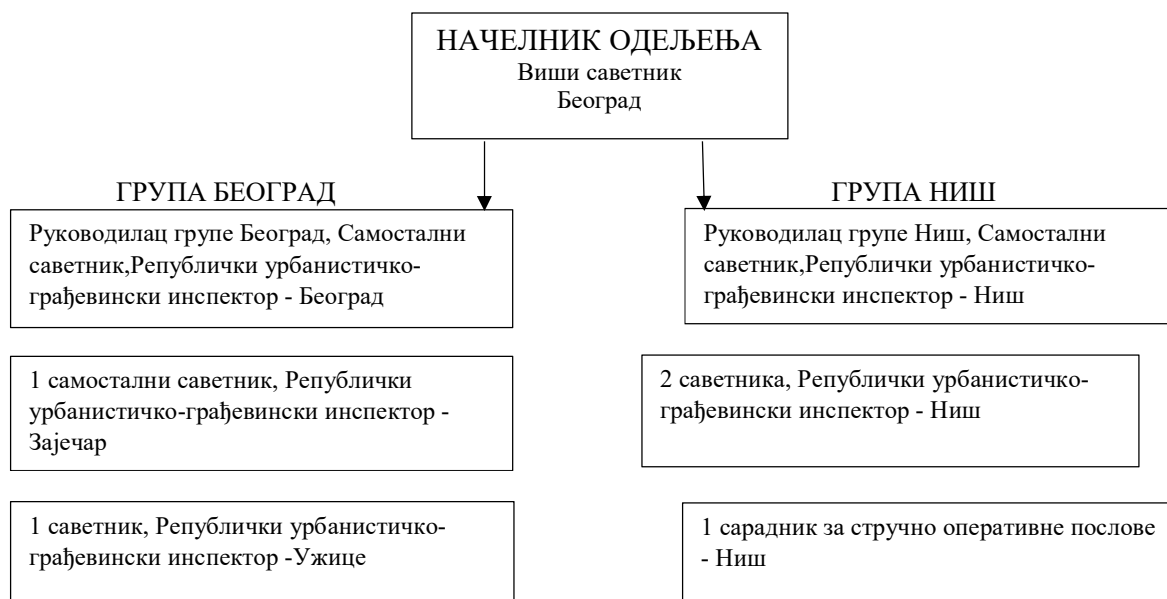 НАЧЕЛНИК ОДЕЉЕЊА
Виши саветник
Београд
ГРУПА БЕОГРАД
Руководилац групе Београд, Самостални
саветник,Републички урбанистичко-
грађевински инспектор - Београд
1 самостални саветник, Републички
урбанистичко-грађевински инспектор -
Зајечар
1 саветник, Републички урбанистичко-
грађевински инспектор -Ужице
ГРУПА НИШ
Руководилац групе Ниш, Самостални
саветник,Републички урбанистичко-
грађевински инспектор - Ниш
2 саветника, Републички урбанистичко-
грађевински инспектор - Ниш
1 сарадник за стручно оперативне послове
- Ниш